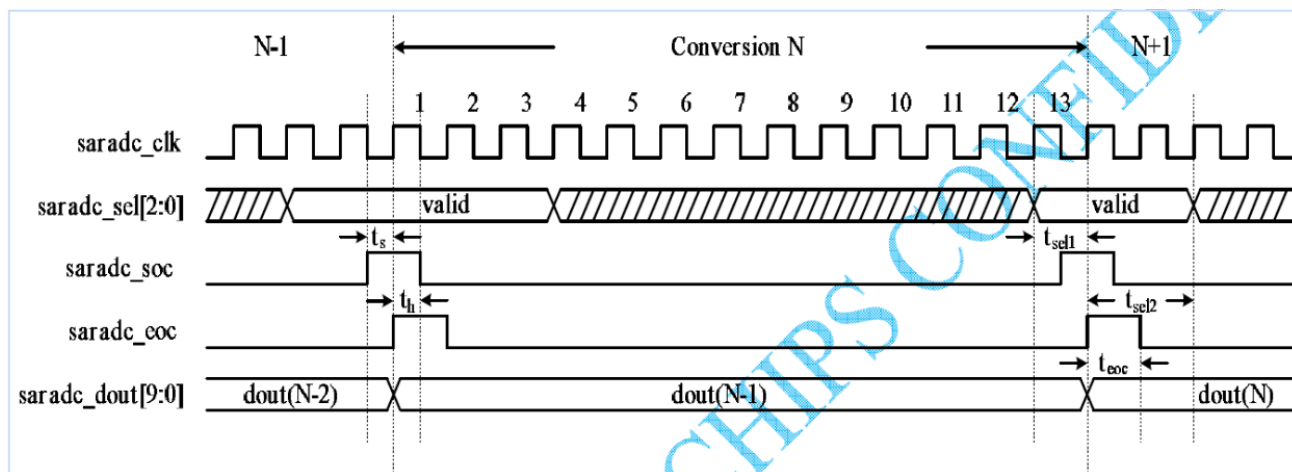 N-1 Conversion N N+1
1 2 3 4 5 6 7 8 9 10 11 12 13
saradc_clk
saradc_sel[2:0] valid valid
ts tsel1
saradc_soc
th tsel2
saradc_eoc
teoc
saradc_dout[9:0] dout(N-2) dout(N-1) dout(N)
CHIPS CONFIDE